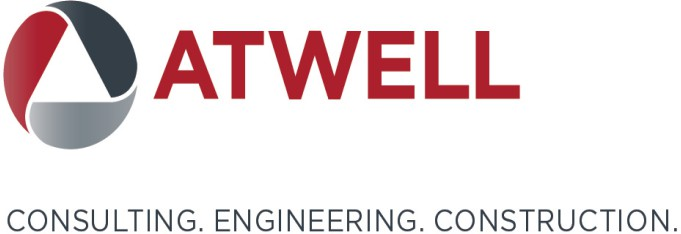 ATWELL
CONSULTING. ENGINEERING. CONSTRUCTION.